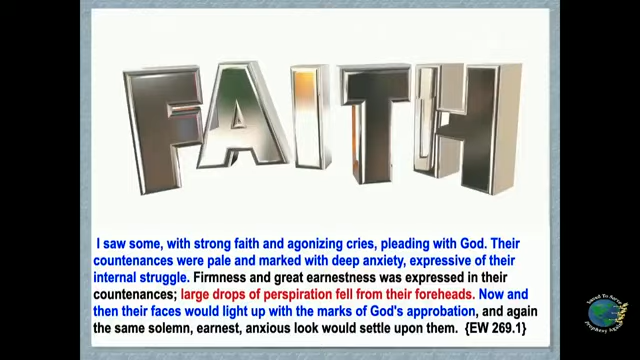 FAITH
I saw some, with strong faith and agonizing cries, pleading with God. Their
countenances were pale and marked with deep anxiety, expressive of their
internal struggle. Firmness and great earnestness was expressed in their
countenances; large drops of perspiration fell from their foreheads. Now and
then their faces would light up with the marks of God's approbation, and again
the same solemn, earnest, anxious look would settle upon them. {EW 269.1}
Saved To Serve